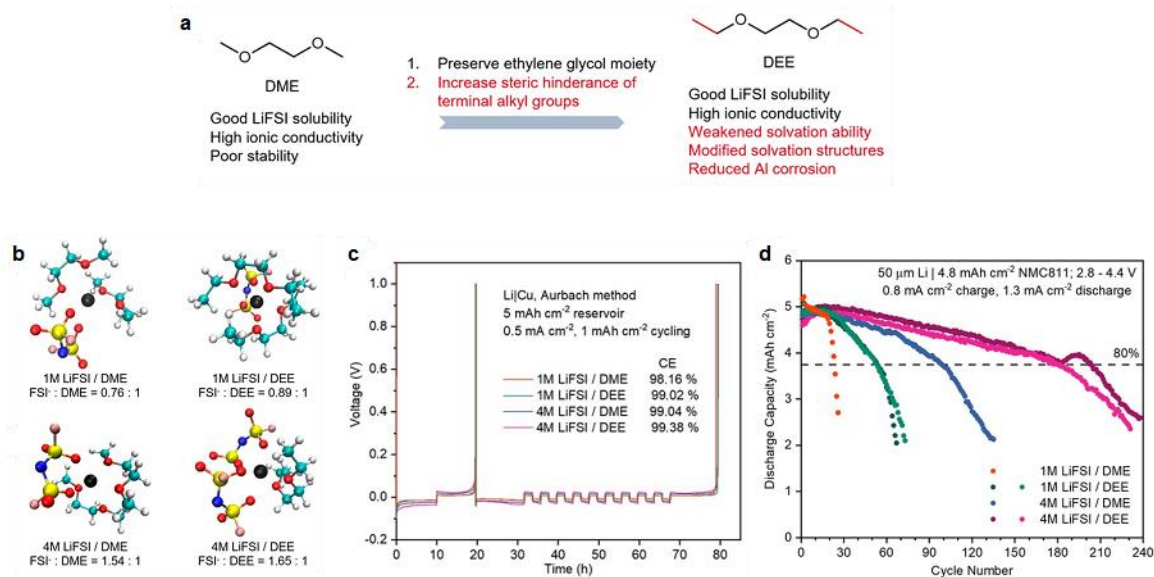 a
DME
Good LiFSI solubility
High ionic conductivity
Poor stability
1. Preserve ethylene glycol moiety
2. Increase steric hinderance of
terminal alkyl groups
DEE
Good LiFSI solubility
High ionic conductivity
Weakened solvation ability
Modified solvation structures
Reduced Al corrosion
O
O
O
O
b
1M LiFSI / DME
FSI⁻ : DME = 0.76 : 1
1M LiFSI / DEE
FSI⁻ : DEE = 0.89 : 1
4M LiFSI / DME
FSI⁻ : DME = 1.54 : 1
4M LiFSI / DEE
FSI⁻ : DEE = 1.65 : 1
c
Voltage (V)
1.0
0.8
0.6
0.4
0.2
0.0
-0.2
Li|Cu, Aurbach method
5 mAh cm⁻² reservoir
0.5 mA cm⁻², 1 mAh cm⁻² cycling
CE
1M LiFSI / DME 98.16 %
1M LiFSI / DEE 99.02 %
4M LiFSI / DME 99.04 %
4M LiFSI / DEE 99.38 %
0 10 20 30 40 50 60 70 80 90
Time (h)
d
Discharge Capacity (mAh cm⁻²)
6
5
4
3
2
1
0
50 μm Li | 4.8 mAh cm⁻² NMC811; 2.8 - 4.4 V
0.8 mA cm⁻² charge, 1.3 mA cm⁻² discharge
80%
1M LiFSI / DME
1M LiFSI / DEE
4M LiFSI / DME
4M LiFSI / DEE
0 30 60 90 120 150 180 210 240
Cycle Number